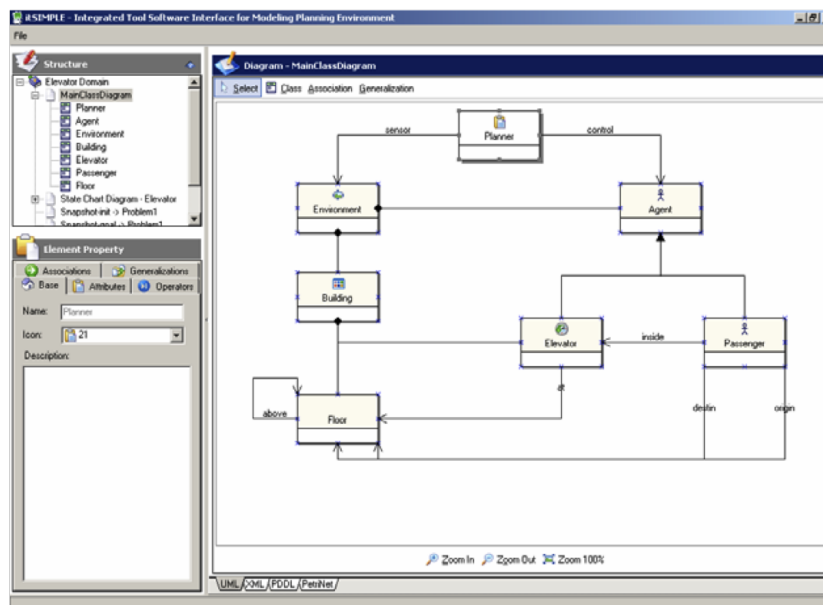 itSIMPLE - Integrated Tool Software Interface for Modeling Planning Environment
File
Structure
Elevator Domain
MainClassDiagram
Planner
Agent
Environment
Building
Elevator
Passenger
Floor
State Chart Diagram - Elevator
Snapshot-init -> Problem1
Snapshot-goal -> Problem1
Element Property
Associations Generalizations
Base Attributes Operators
Name: Planner
Icon: 21
Description:
Diagram - MainClassDiagram
Select Class Association Generalization
sensor Planner control
Environment Agent
Building
Elevator inside Passenger
at
above Floor destin origin
Zoom In Zoom Out Zoom 100%
UML XML PDDL PetriNet